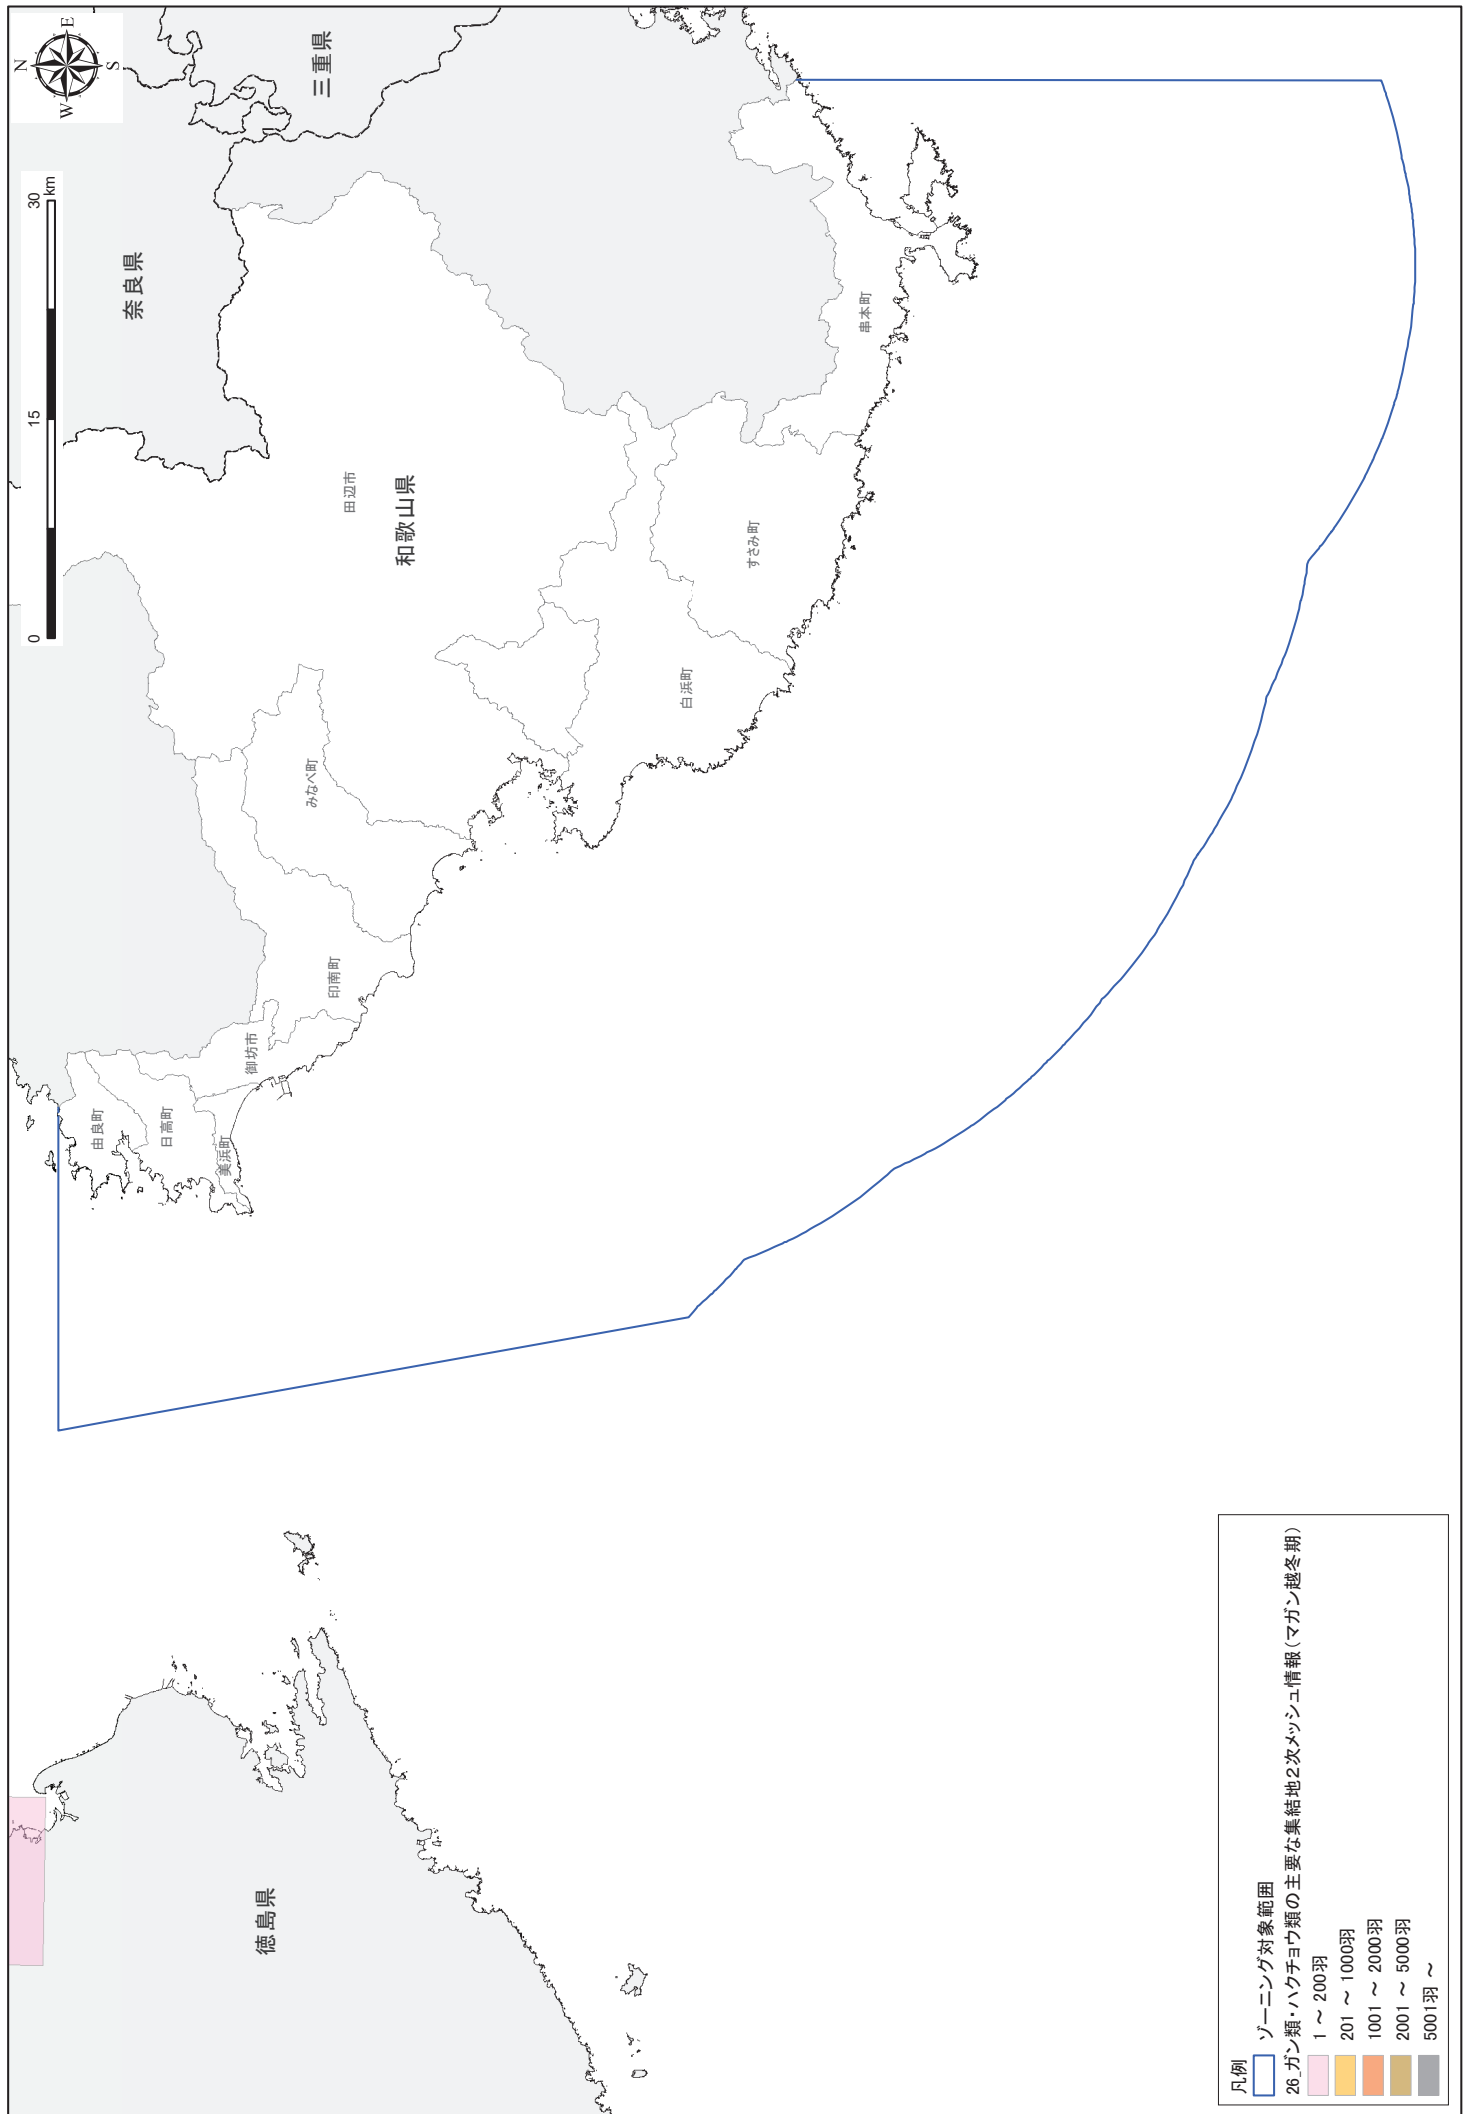 N
E
S
W
0
15
30
km
三重県
奈良県
和歌山県
田辺市
みなべ町
印南町
御坊市
由良町
日高町
美浜町
白浜町
すさみ町
串本町
徳島県
凡例
ゾーニング対象範囲
26_ガン類・ハクチョウ類の主要な集結地2次メッシュ情報(マガン越冬期)
1 ～ 200羽
201 ～ 1000羽
1001 ～ 2000羽
2001 ～ 5000羽
5001羽 ～